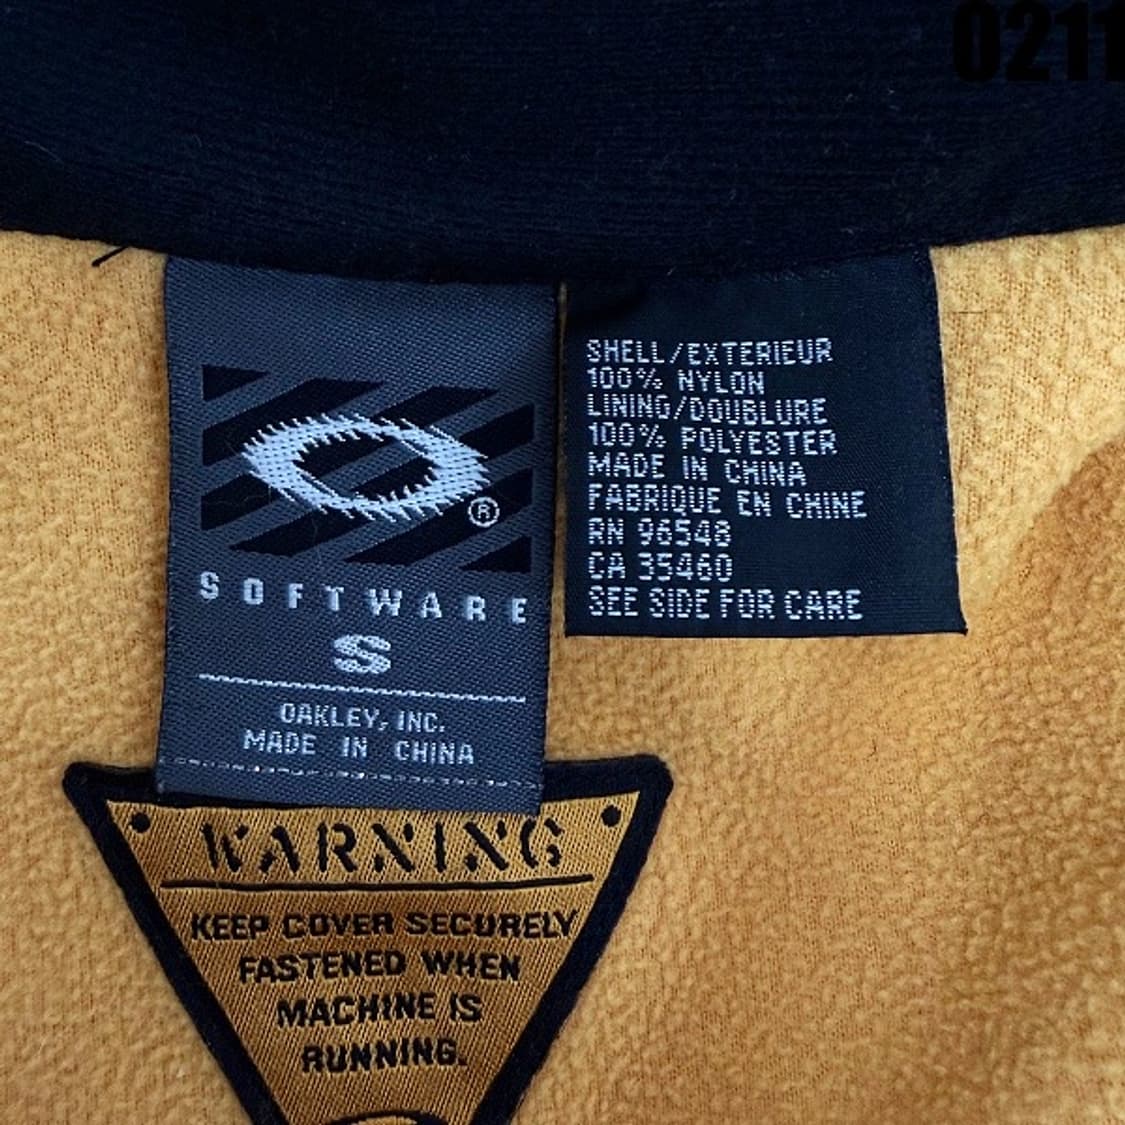 0211
®
SOFTWARE
S
OAKLEY, INC.
MADE IN CHINA
SHELL/EXTERIEUR
100% NYLON
LINING/DOUBLURE
100% POLYESTER
MADE IN CHINA
FABRIQUE EN CHINE
RN 96548
CA 35460
SEE SIDE FOR CARE
WARNING
KEEP COVER SECURELY
FASTENED WHEN
MACHINE IS
RUNNING.